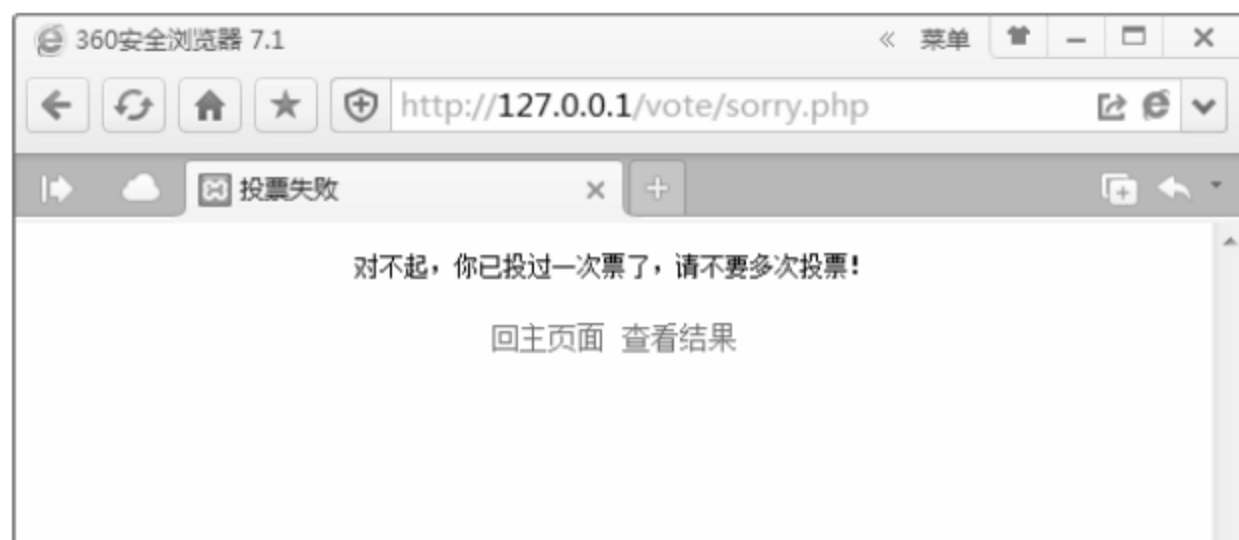 360安全浏览器 7.1 « 菜单
http://127.0.0.1/vote/sorry.php
投票失败
对不起，你已投过一次票了，请不要多次投票！
回主页面 查看结果